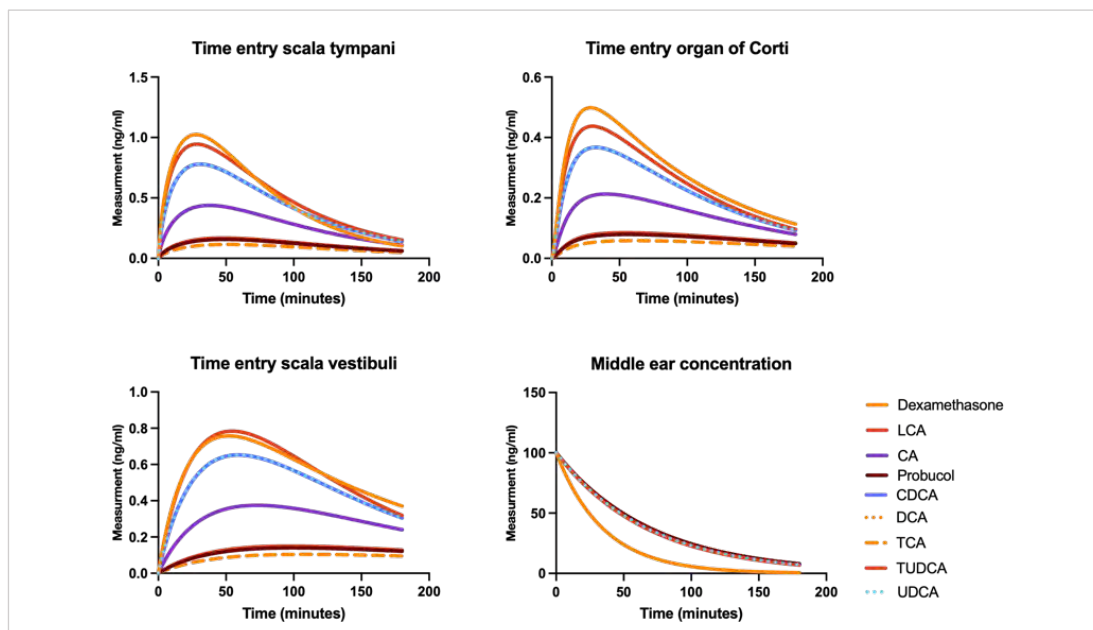 Time entry scala tympani
Measurment (ng/ml)
1.5
1.0
0.5
0.0
0 50 100 150 200
Time (minutes)
Time entry organ of Corti
Measurment (ng/ml)
0.6
0.4
0.2
0.0
0 50 100 150 200
Time (minutes)
Time entry scala vestibuli
Measurment (ng/ml)
1.0
0.8
0.6
0.4
0.2
0.0
0 50 100 150 200
Time (minutes)
Middle ear concentration
Measurment (ng/ml)
150
100
50
0
0 50 100 150 200
Time (minutes)
Dexamethasone
LCA
CA
Probucol
CDCA
DCA
TCA
TUDCA
UDCA